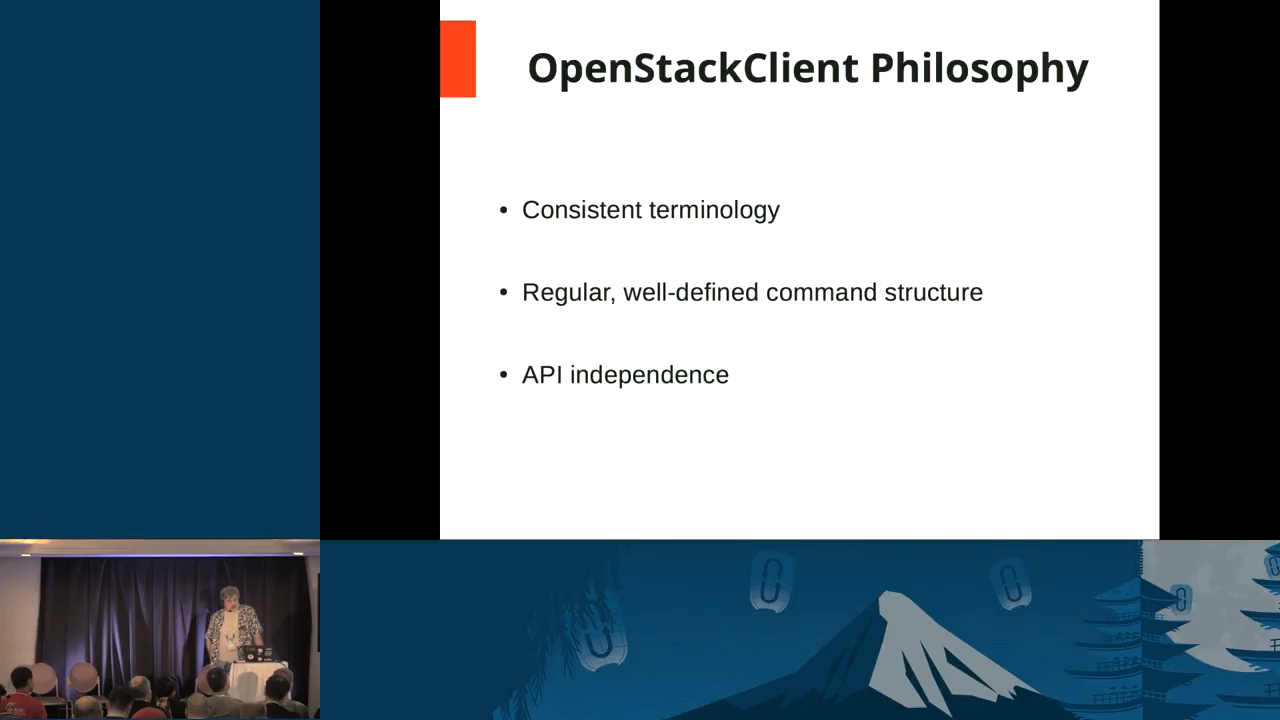 OpenStackClient Philosophy
• Consistent terminology
• Regular, well-defined command structure
• API independence